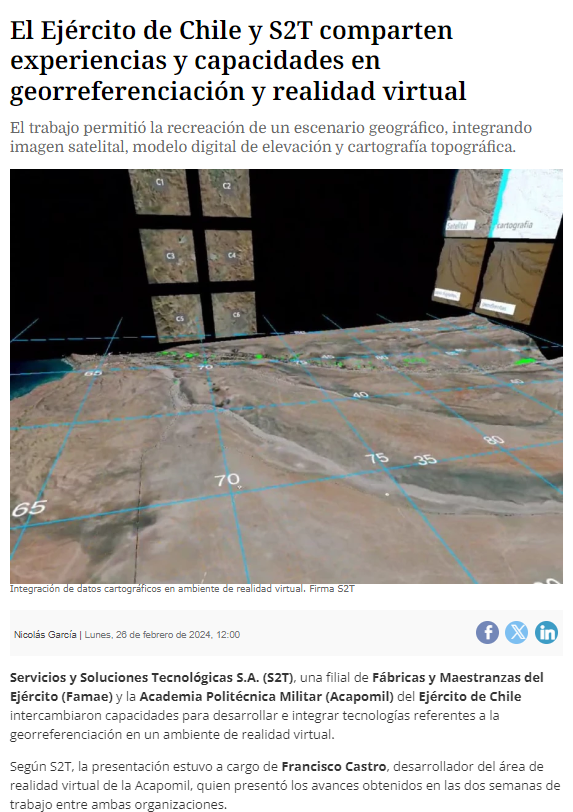 El Ejército de Chile y S2T comparten
experiencias y capacidades en
georreferenciación y realidad virtual
El trabajo permitió la recreación de un escenario geográfico, integrando
imagen satelital, modelo digital de elevación y cartografía topográfica.
C1
C2
Satelital
cartografía
C3
C4
C5
C6
65
70
75
40
80
70
75
35
65
Integración de datos cartográficos en ambiente de realidad virtual. Firma S2T
Nicolás García | Lunes, 26 de febrero de 2024, 12:00
Servicios y Soluciones Tecnológicas S.A. (S2T), una filial de Fábricas y Maestranzas del
Ejército (Famae) y la Academia Politécnica Militar (Acapomil) del Ejército de Chile
intercambiaron capacidades para desarrollar e integrar tecnologías referentes a la
georreferenciación en un ambiente de realidad virtual.
Según S2T, la presentación estuvo a cargo de Francisco Castro, desarrollador del área de
realidad virtual de la Acapomil, quien presentó los avances obtenidos en las dos semanas de
trabajo entre ambas organizaciones.